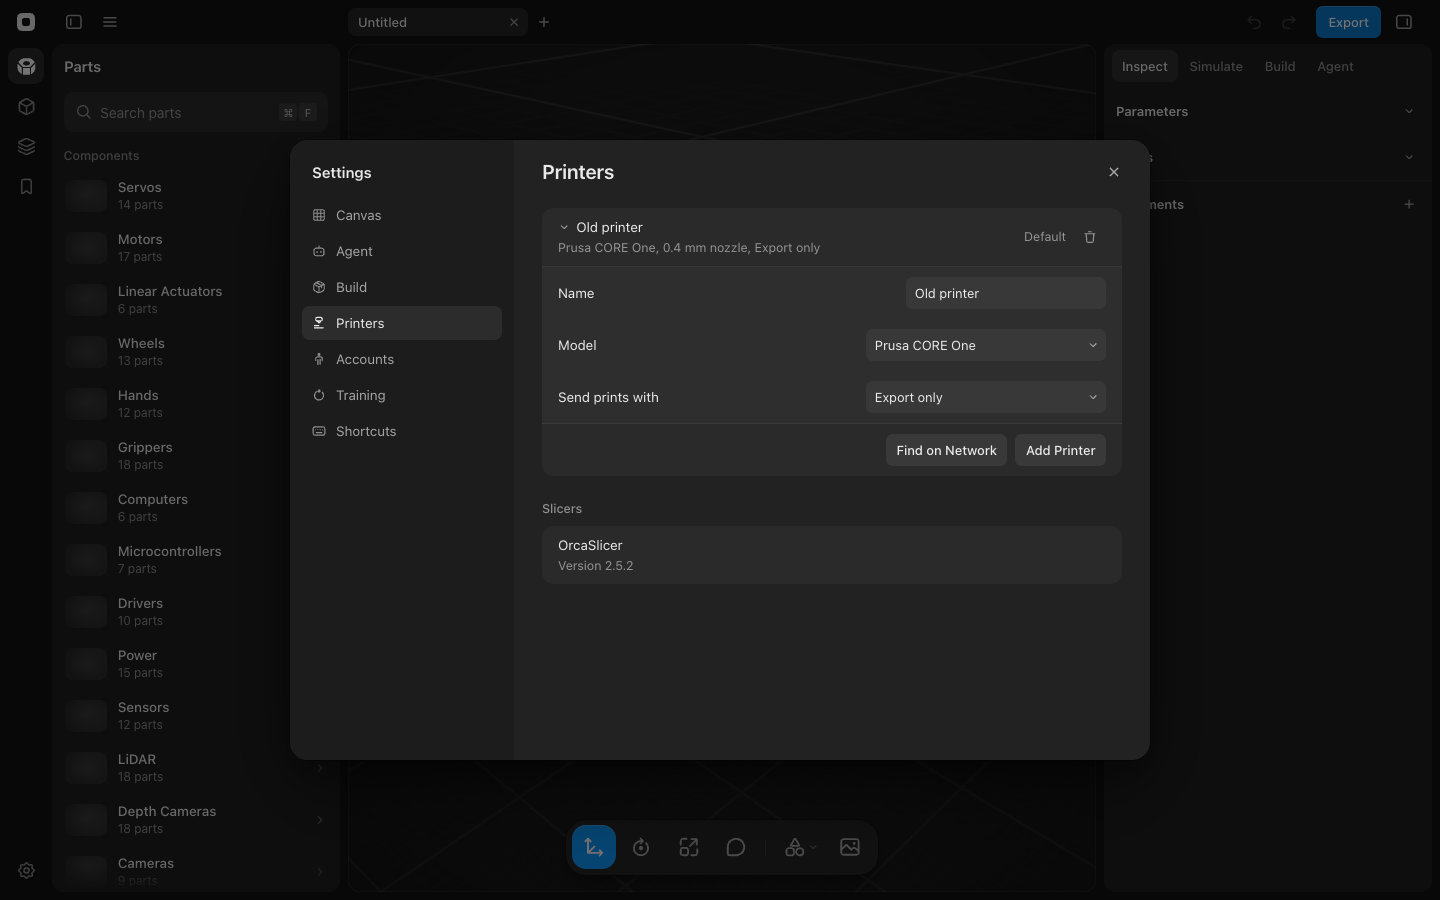 Untitled
Export
Parts
Search parts
⌘ F
Components
Servos
14 parts
Motors
17 parts
Linear Actuators
6 parts
Wheels
13 parts
Hands
12 parts
Grippers
18 parts
Computers
6 parts
Microcontrollers
7 parts
Drivers
10 parts
Power
15 parts
Sensors
12 parts
LiDAR
18 parts
Depth Cameras
18 parts
Cameras
9 parts
Settings
Canvas
Agent
Build
Printers
Accounts
Training
Shortcuts
Printers
Old printer
Prusa CORE One, 0.4 mm nozzle, Export only
Default
Name
Old printer
Model
Prusa CORE One
Send prints with
Export only
Find on Network
Add Printer
Slicers
OrcaSlicer
Version 2.5.2
Inspect
Simulate
Build
Agent
Parameters